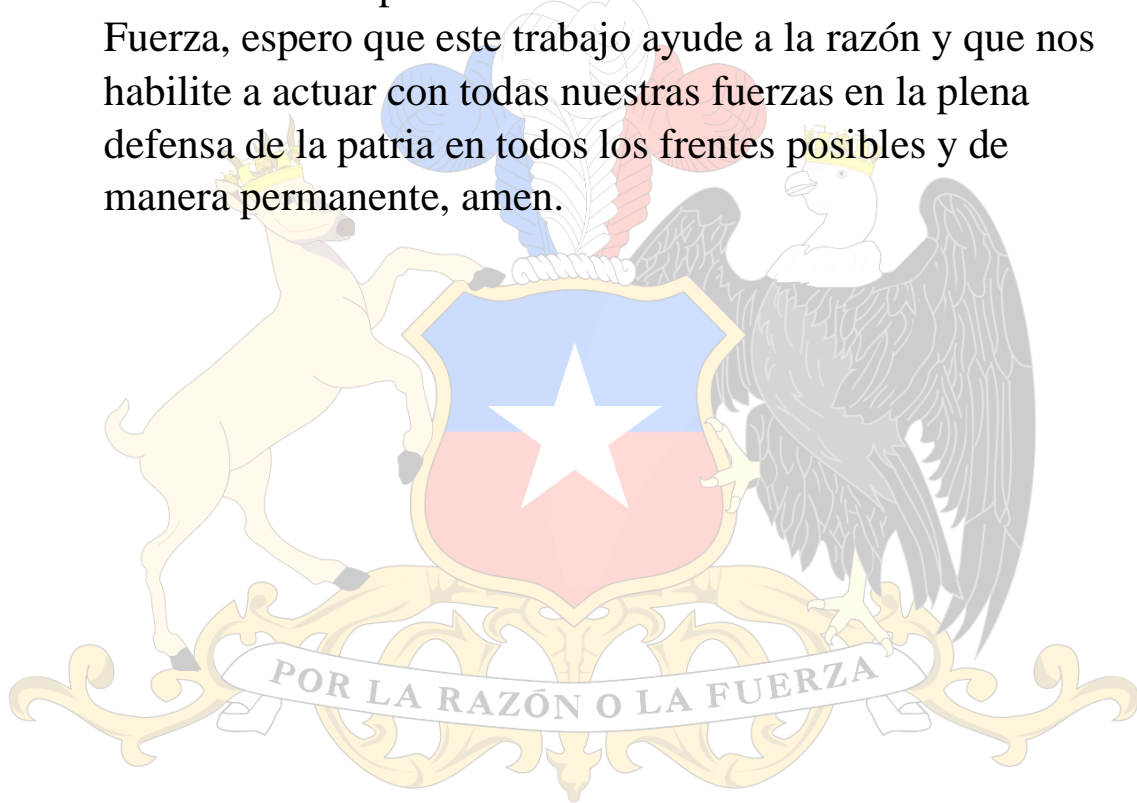 Fuerza, espero que este trabajo ayude a la razón y que nos
habilite a actuar con todas nuestras fuerzas en la plena
defensa de la patria en todos los frentes posibles y de
manera permanente, amen.
POR LA RAZÓN O LA FUERZA